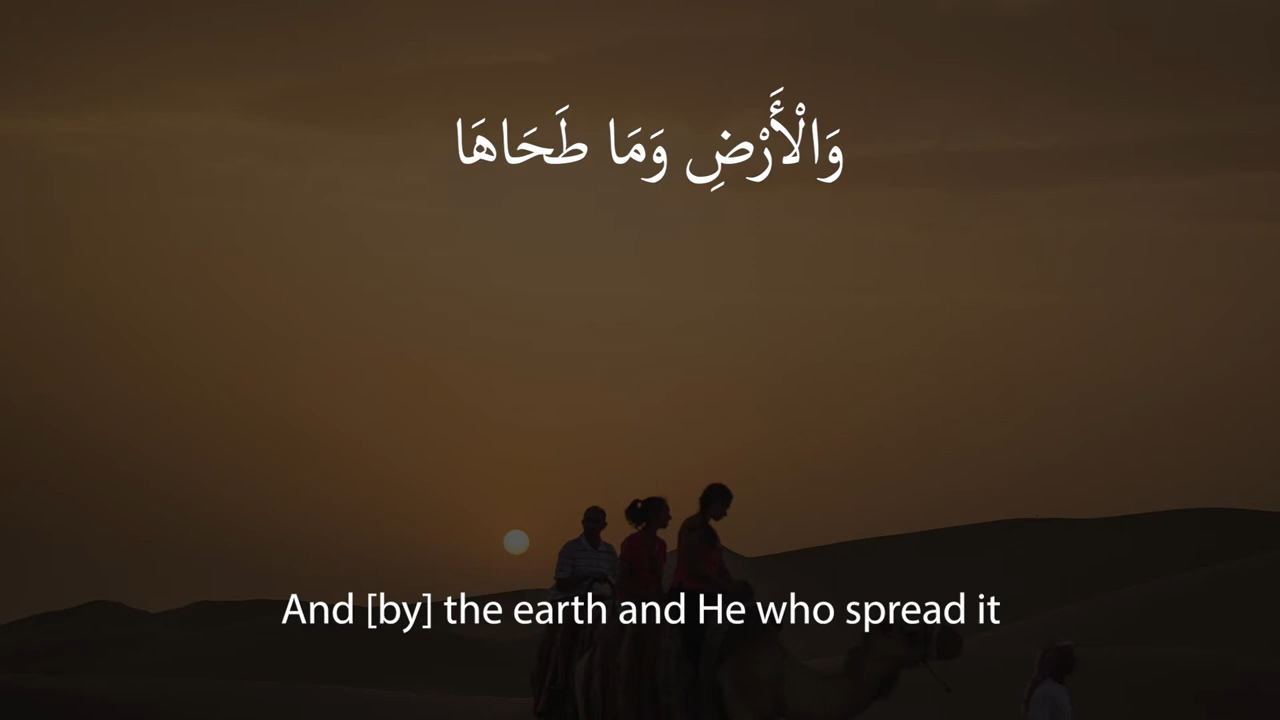 وَالْأَرْضِ وَمَا طَحَاهَا
And [by] the earth and He who spread it